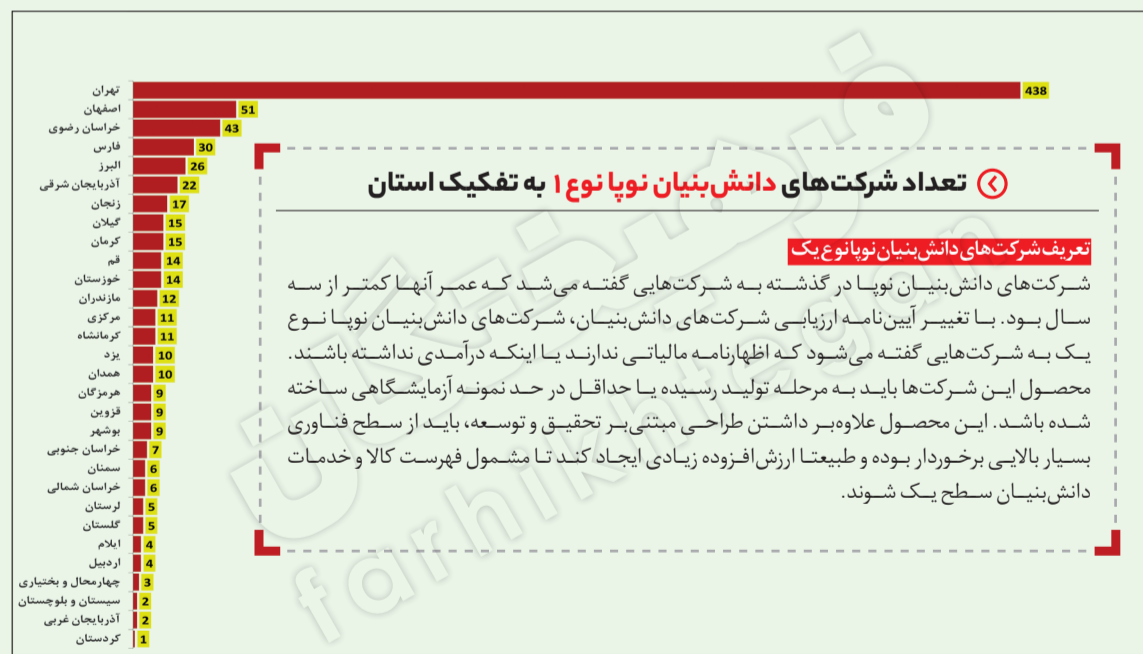 تهران 438
اصفهان 51
خراسان رضوی 43
فارس 30
البرز 26
آذربایجان شرقی 22
زنجان 17
گیلان 15
کرمان 15
قم 14
خوزستان 14
مازندران 12
مرکزی 11
کرمانشاه 11
یزد 10
همدان 10
هرمزگان 9
قزوین 9
بوشهر 9
خراسان جنوبی 7
سمنان 6
خراسان شمالی 6
لرستان 5
گلستان 5
ایلام 4
اردبیل 4
چهارمحال و بختیاری 3
سیستان و بلوچستان 2
آذربایجان غربی 2
کردستان 1
تعداد شرکت‌های دانش‌بنیان نوپا نوع ۱ به تفکیک استان
تعریف شرکت‌های دانش‌بنیان نوپا نوع یک
شرکت‌های دانش‌بنیان نوپا در گذشته به شرکت‌هایی گفته می‌شد که عمر آنها کمتر از سه
سال بود. با تغییر آیین‌نامه ارزیابی شرکت‌های دانش‌بنیان، شرکت‌های دانش‌بنیان نوپا نوع
یک به شرکت‌هایی گفته می‌شود که اظهارنامه مالیاتی ندارند یا اینکه درآمدی نداشته باشند.
محصول این شرکت‌ها باید به مرحله تولید رسیده یا حداقل در حد نمونه آزمایشگاهی ساخته
شده باشد. این محصول علاوه‌بر داشتن طراحی مبتنی‌بر تحقیق و توسعه، باید از سطح فناوری
بسیار بالایی برخوردار بوده و طبیعتا ارزش‌افزوده زیادی ایجاد کند تا مشمول فهرست کالا و خدمات
دانش‌بنیان سطح یک شوند.
فرهیختگان
farhikhtegan